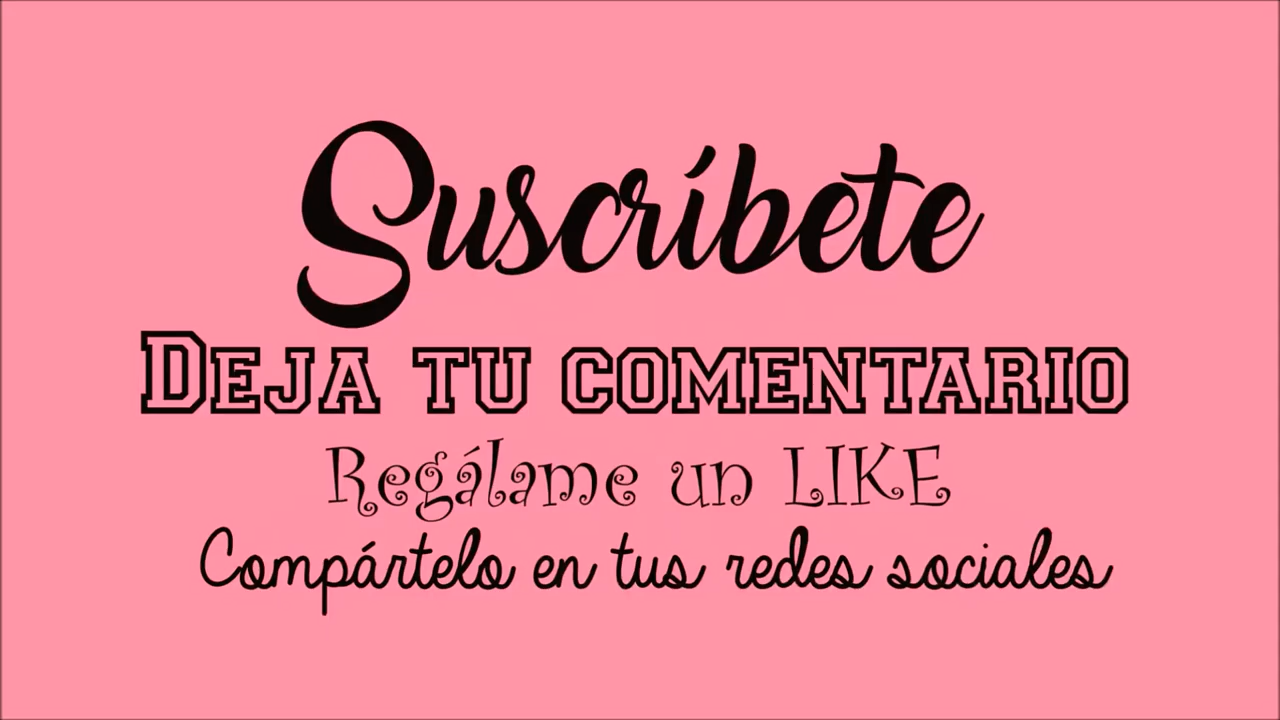 Suscríbete
DEJA TU COMENTARIO
Regálame un LIKE
Compártelo en tus redes sociales